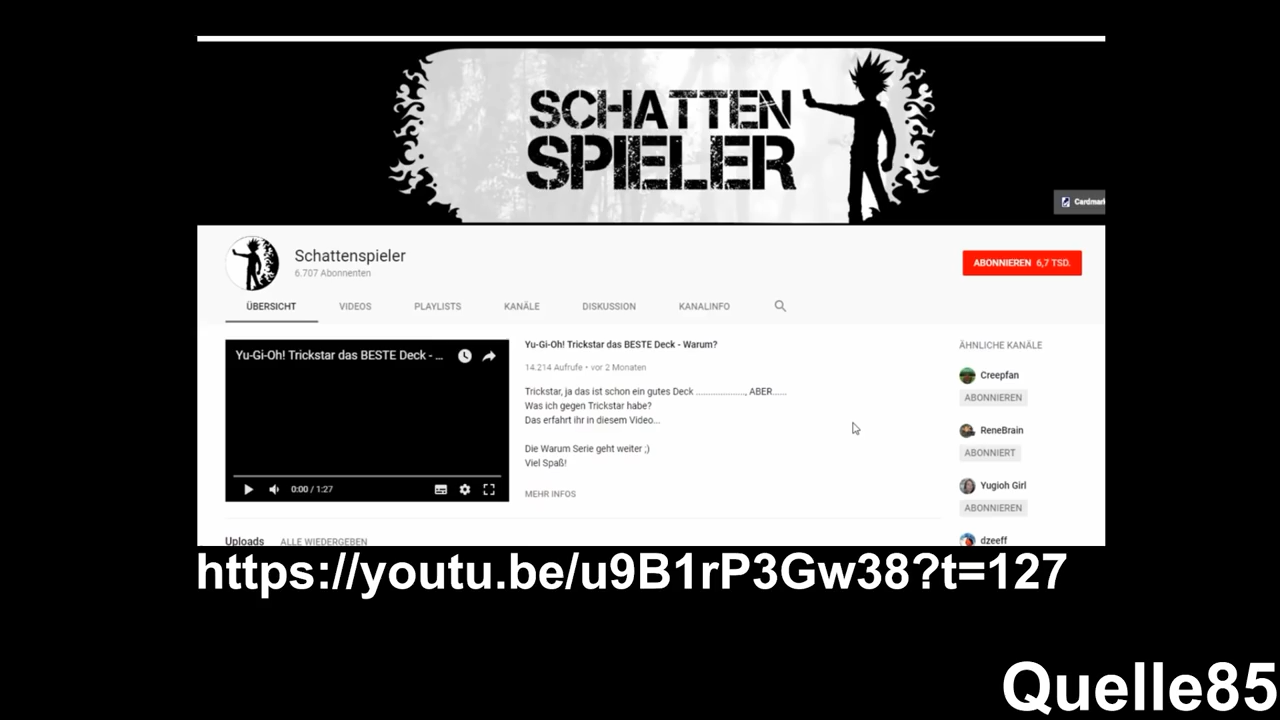 SCHATTEN
SPIELER
Cardmark
Schattenspieler
6.707 Abonnenten
ABONNIEREN 6,7 TSD.
ÜBERSICHT VIDEOS PLAYLISTS KANÄLE DISKUSSION KANALINFO
Yu-Gi-Oh! Trickstar das BESTE Deck - ...
0:00 / 1:27
Yu-Gi-Oh! Trickstar das BESTE Deck - Warum?
14.214 Aufrufe • vor 2 Monaten
Trickstar, ja das ist schon ein gutes Deck ...................., ABER......
Was ich gegen Trickstar habe?
Das erfahrt ihr in diesem Video...
Die Warum Serie geht weiter ;)
Viel Spaß!
MEHR INFOS
ÄHNLICHE KANÄLE
Creepfan
ABONNIEREN
ReneBrain
ABONNIERT
Yugioh Girl
ABONNIEREN
dzeeff
Uploads ALLE WIEDERGEBEN
https://youtu.be/u9B1rP3Gw38?t=127
Quelle85